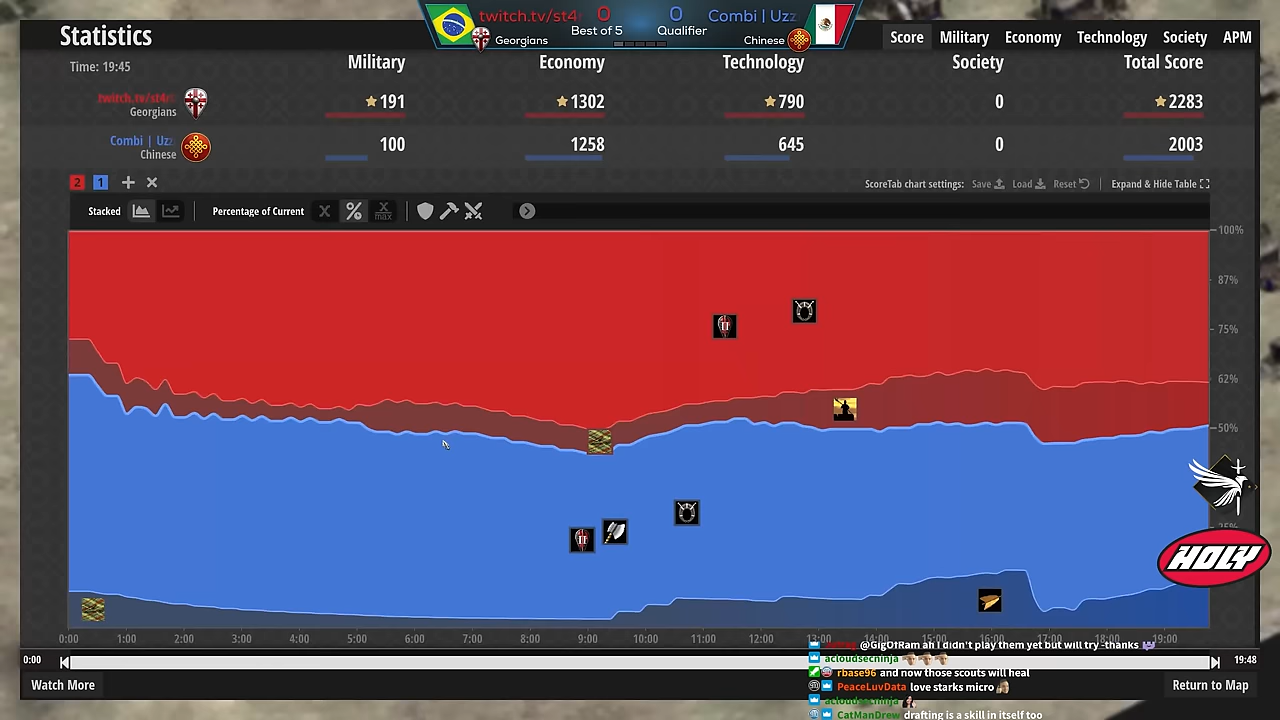 Statistics
twitch.tv/st4 0 0 Combi | Uzz
Best of 5 Qualifier
Georgians Chinese
Score Military Economy Technology Society APM
Time: 19:45 Military Economy Technology Society Total Score
twitch.tv/st4 191 1302 790 0 2283
Georgians
Combi | Uz 100 1258 645 0 2003
Chinese
2 1
ScoreTab chart settings: Save Load Reset Expand & Hide Table
Stacked Percentage of Current X % X max
100%
87%
75%
62%
50%
HOLY
0:00 1:00 2:00 3:00 4:00 5:00 6:00 7:00 8:00 9:00 10:00 11:00 12:00 13:00 14:00 15:00 16:00 17:00 18:00 19:00
@GigOfRam ah I didn't play them yet but will try -thanks
0:00 19:48
acloudsecninja
rbase96 and now those scouts will heal
Watch More Return to Map
PeaceLuvData love starks micro
acloudsecninja
CatManDrew drafting is a skill in itself too